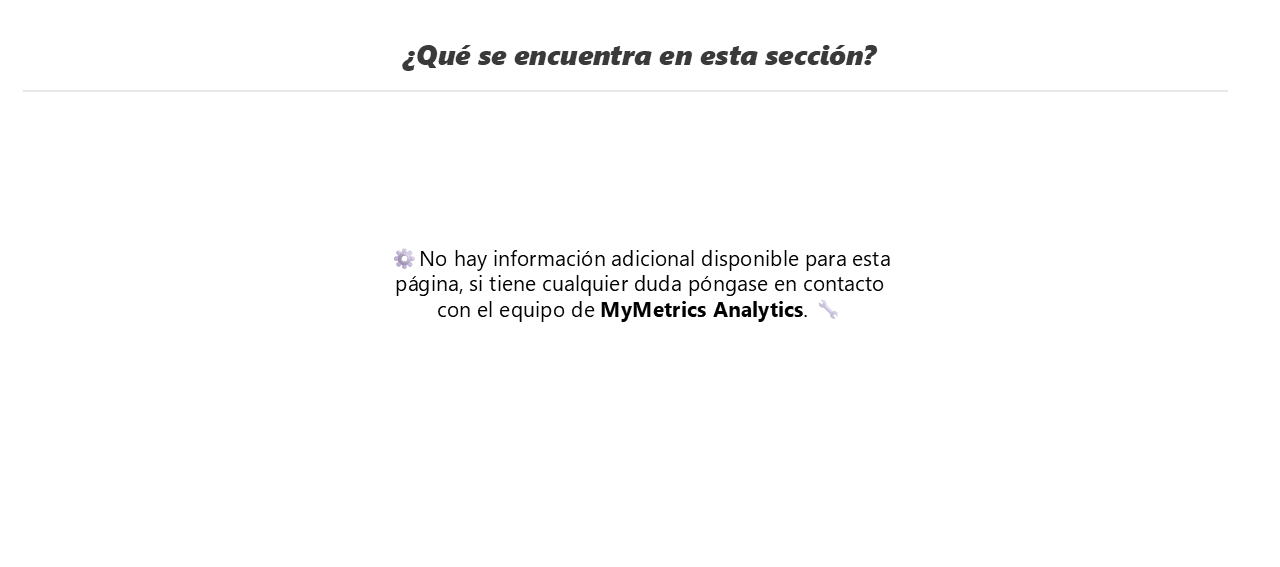 ¿Qué se encuentra en esta sección?
⚙️ No hay información adicional disponible para esta
página, si tiene cualquier duda póngase en contacto
con el equipo de MyMetrics Analytics. 🔧